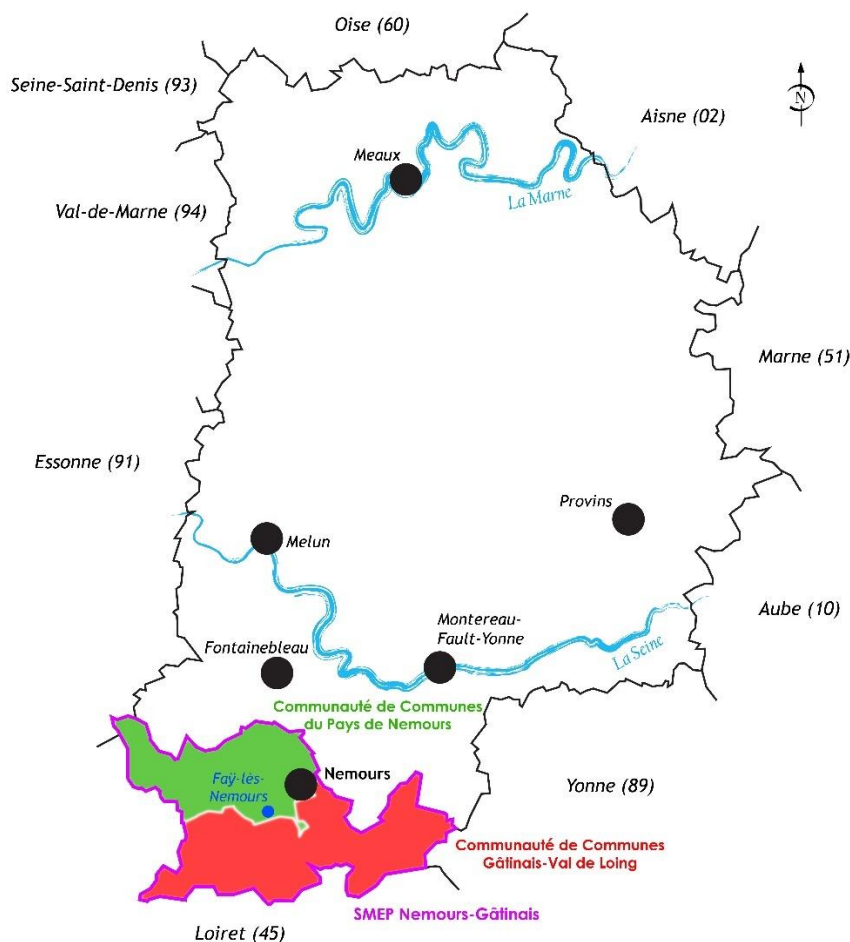 Oise (60)
Seine-Saint-Denis (93)
N
Aisne (02)
Meaux
La Marne
Val-de-Marne (94)
Marne (51)
Essonne (91)
Provins
Melun
Aube (10)
Montereau-
Fault-Yonne
Fontainebleau
La Seine
Communauté de Communes
du Pays de Nemours
Nemours
Faÿ-lès-
Nemours
Yonne (89)
Communauté de Communes
Gâtinais-Val de Loing
SMEP Nemours-Gâtinais
Loiret (45)